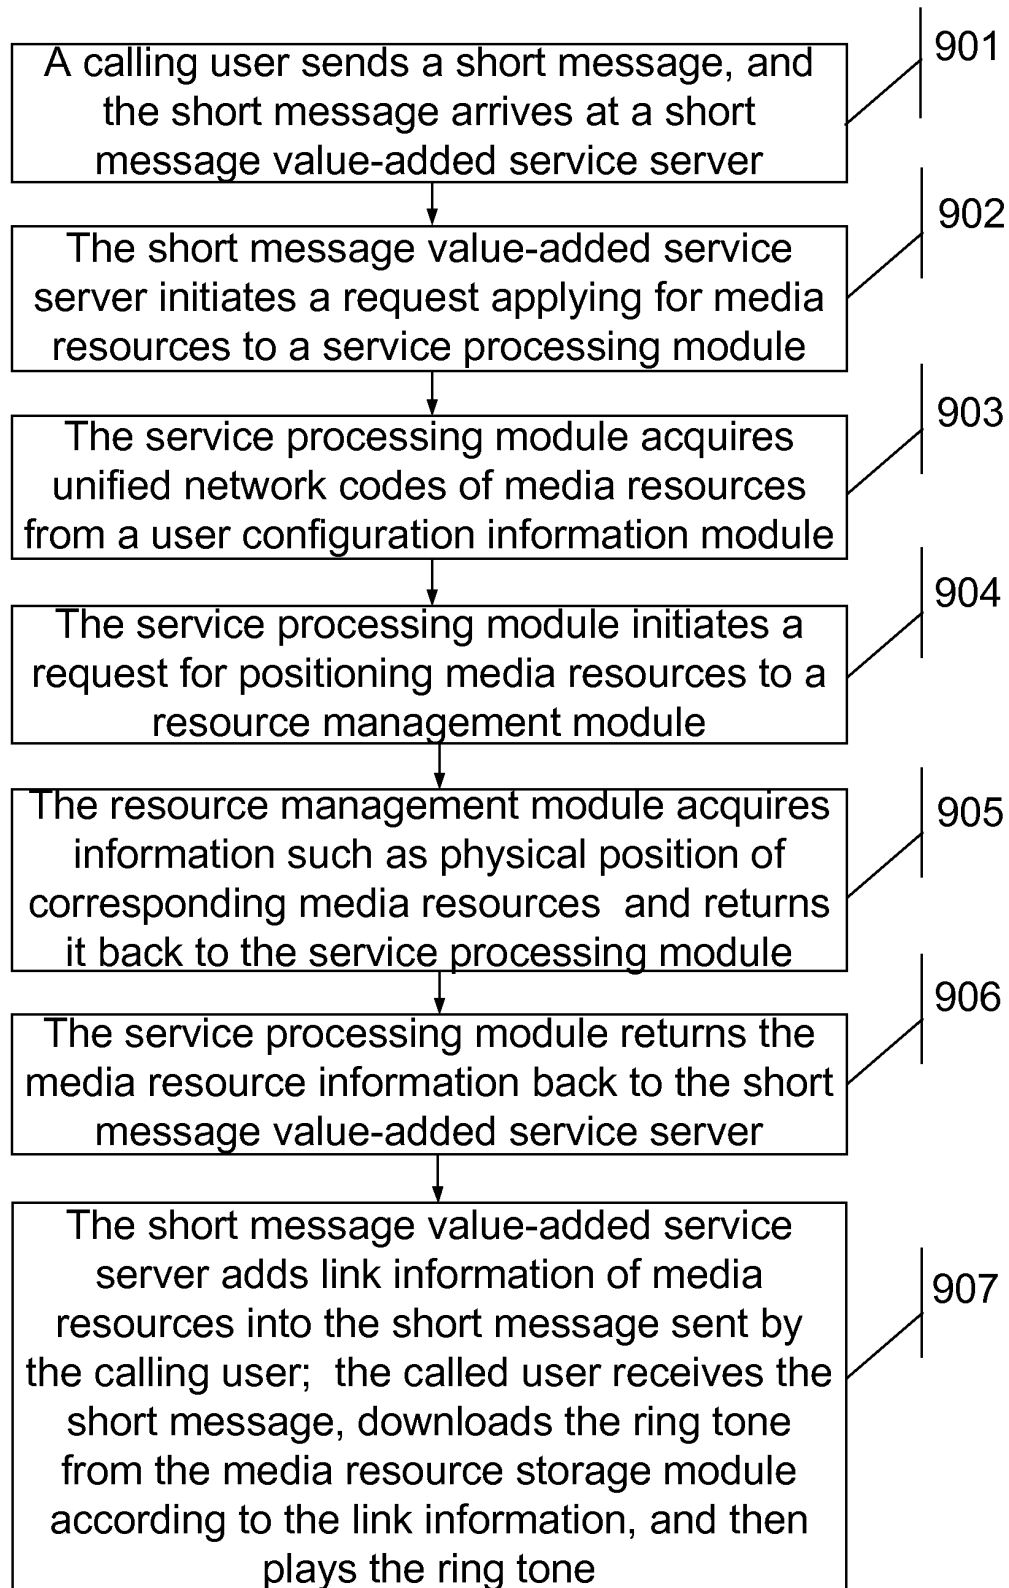 A calling user sends a short message, and
the short message arrives at a short
message value-added service server
901
The short message value-added service
server initiates a request applying for media
resources to a service processing module
902
The service processing module acquires
unified network codes of media resources
from a user configuration information module
903
The service processing module initiates a
request for positioning media resources to a
resource management module
904
The resource management module acquires
information such as physical position of
corresponding media resources  and returns
it back to the service processing module
905
The service processing module returns the
media resource information back to the short
message value-added service server
906
The short message value-added service
server adds link information of media
resources into the short message sent by
the calling user;  the called user receives the
short message, downloads the ring tone
from the media resource storage module
according to the link information, and then
plays the ring tone
907